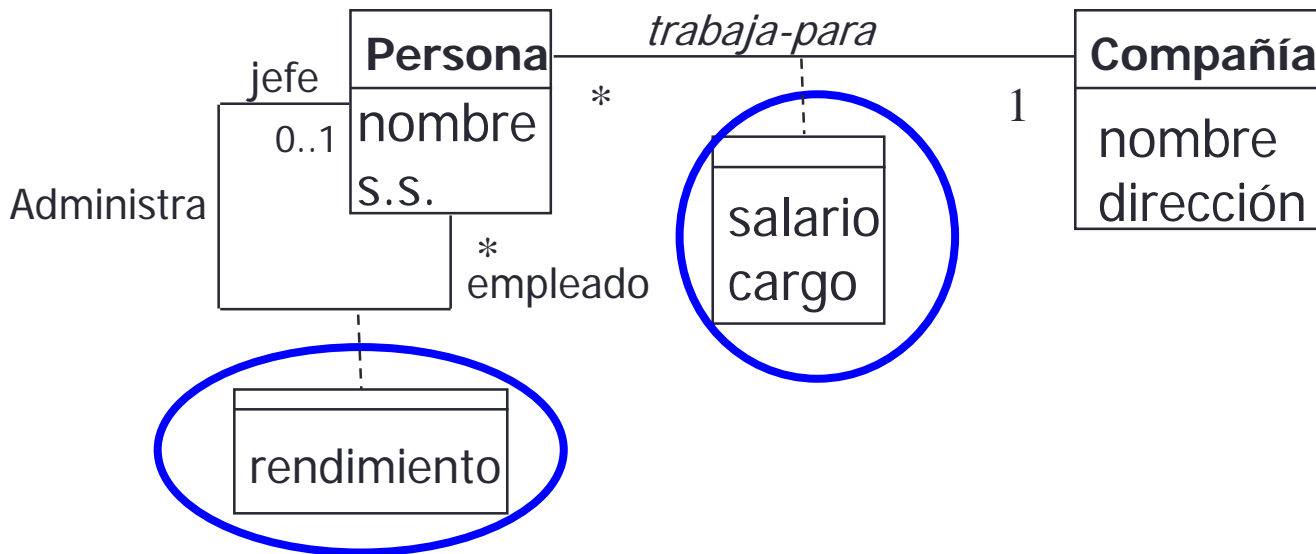 trabaja-para
Persona
Compañía
jefe
*
1
0..1
nombre
s.s.
nombre
dirección
Administra
*
empleado
salario
cargo
rendimiento